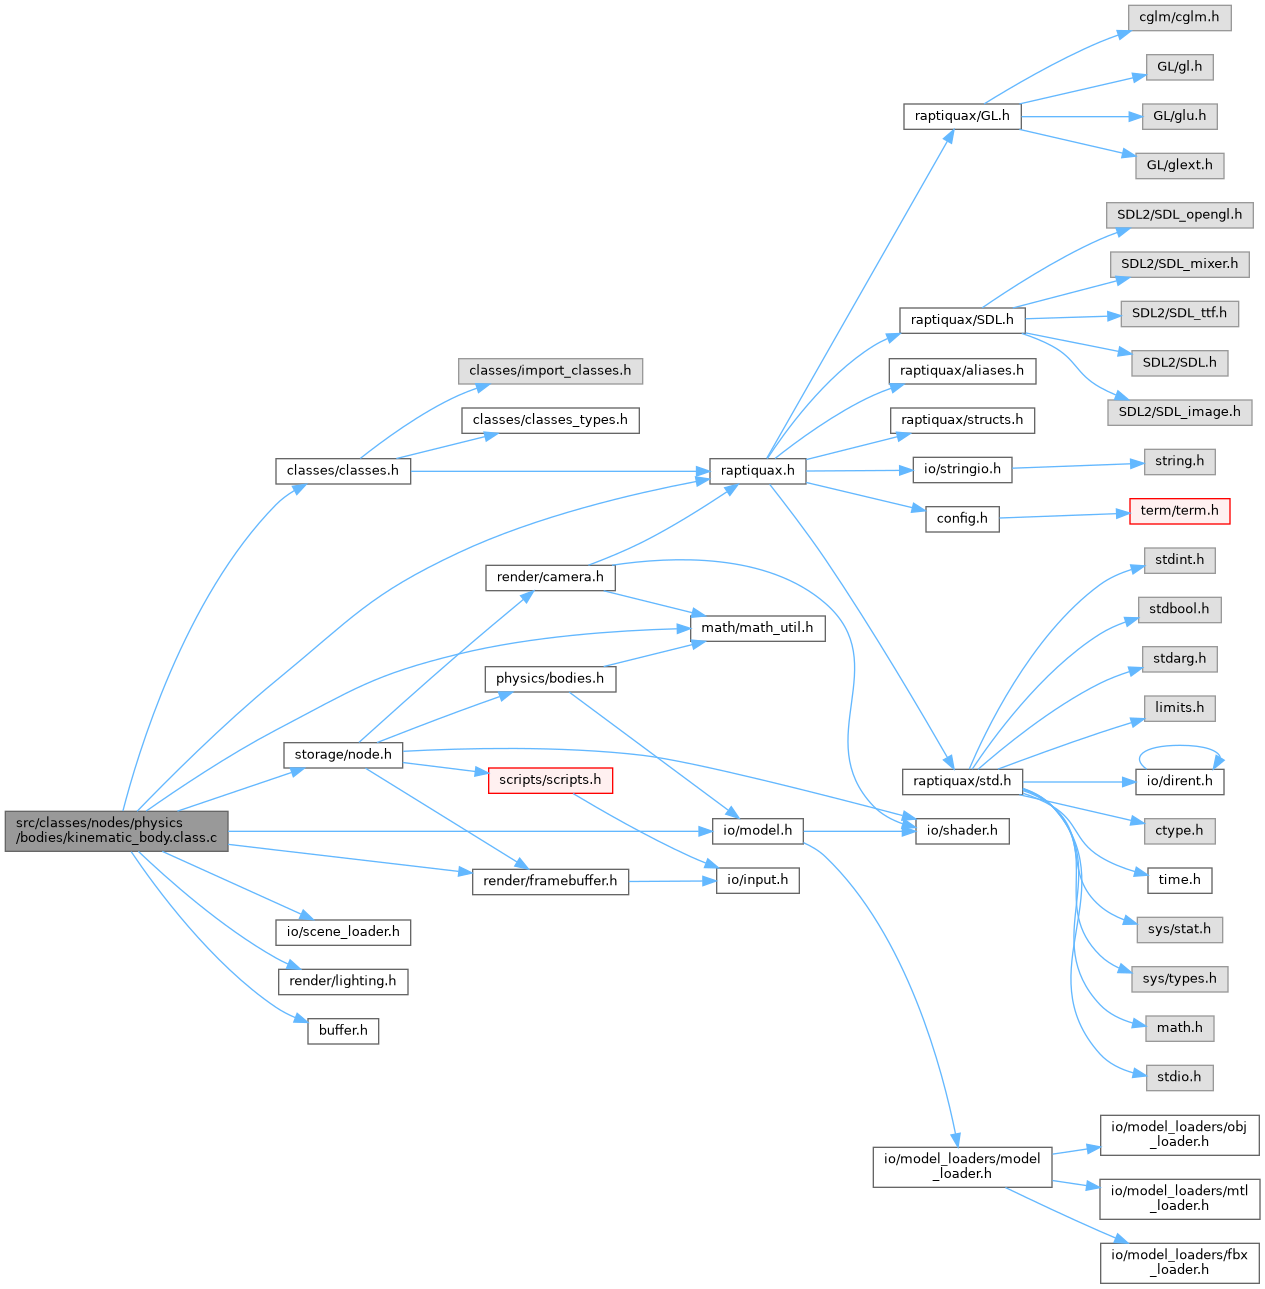 cglm/cglm.h
GL/gl.h
raptiquax/GL.h
GL/glu.h
GL/glext.h
SDL2/SDL_opengl.h
SDL2/SDL_mixer.h
raptiquax/SDL.h
SDL2/SDL_ttf.h
SDL2/SDL.h
classes/import_classes.h
raptiquax/aliases.h
SDL2/SDL_image.h
classes/classes_types.h
raptiquax/structs.h
classes/classes.h
raptiquax.h
io/stringio.h
string.h
config.h
term/term.h
stdint.h
render/camera.h
stdbool.h
math/math_util.h
stdarg.h
physics/bodies.h
limits.h
storage/node.h
scripts/scripts.h
raptiquax/std.h
io/dirent.h
src/classes/nodes/physics
/bodies/kinematic_body.class.c
io/model.h
io/shader.h
ctype.h
render/framebuffer.h
io/input.h
time.h
io/scene_loader.h
sys/stat.h
render/lighting.h
sys/types.h
buffer.h
math.h
stdio.h
io/model_loaders/obj
_loader.h
io/model_loaders/model
_loader.h
io/model_loaders/mtl
_loader.h
io/model_loaders/fbx
_loader.h